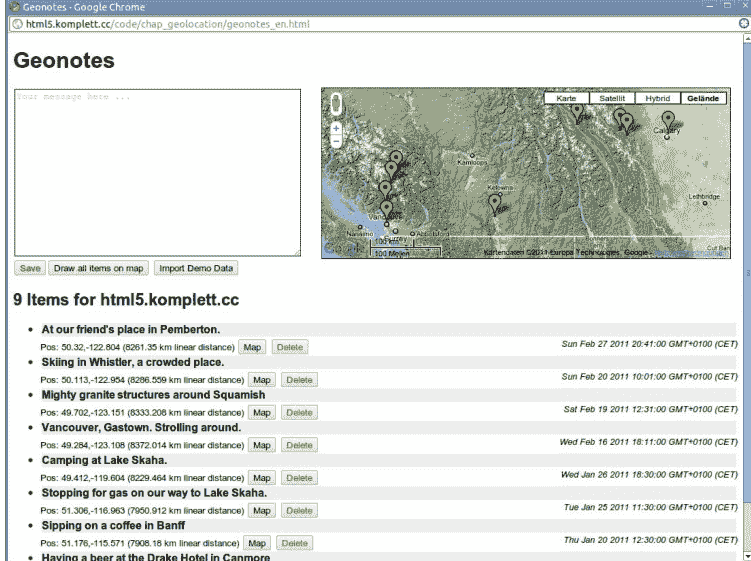 Geonotes - Google Chrome
html5.komplett.cc/code/chap_geolocation/geonotes_en.html
Geonotes
Your message here ...
Karte Satellit Hybrid Gelände
Calgary
Kamloops
Kelowna
Lethbridge
Nanaimo
Abbotsford
Cut Ban
100 km
100 Meilen
Kartendaten ©2011 Europa Technologies, Google -
Save Draw all items on map Import Demo Data
9 Items for html5.komplett.cc
At our friend's place in Pemberton.
Pos: 50.32,-122.804 (8261.35 km linear distance) Map Delete Sun Feb 27 2011 20:41:00 GMT+0100 (CET)
Skiing in Whistler, a crowded place.
Pos: 50.113,-122.954 (8286.559 km linear distance) Map Delete Sun Feb 20 2011 10:01:00 GMT+0100 (CET)
Mighty granite structures around Squamish
Pos: 49.702,-123.151 (8333.208 km linear distance) Map Delete Sat Feb 19 2011 12:31:00 GMT+0100 (CET)
Vancouver, Gastown. Strolling around.
Pos: 49.284,-123.108 (8372.014 km linear distance) Map Delete Wed Feb 16 2011 18:11:00 GMT+0100 (CET)
Camping at Lake Skaha.
Pos: 49.412,-119.604 (8229.464 km linear distance) Map Delete Wed Jan 26 2011 18:30:00 GMT+0100 (CET)
Stopping for gas on our way to Lake Skaha.
Pos: 51.306,-116.963 (7950.912 km linear distance) Map Delete Tue Jan 25 2011 11:30:00 GMT+0100 (CET)
Sipping on a coffee in Banff
Pos: 51.176,-115.571 (7908.18 km linear distance) Map Delete Thu Jan 20 2011 12:30:00 GMT+0100 (CET)
Having a beer at the Drake Hotel in Canmore